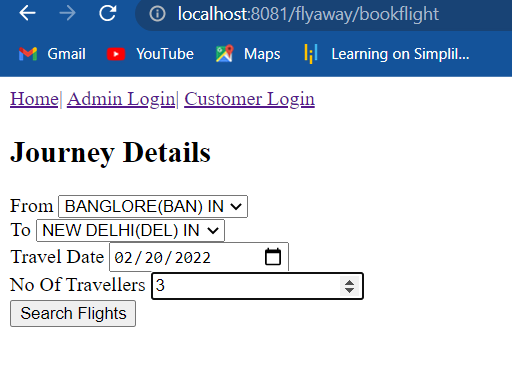 localhost:8081/flyaway/bookflight
Gmail YouTube Maps Learning on Simplil...
Home| Admin Login| Customer Login
Journey Details
From BANGLORE(BAN) IN
To NEW DELHI(DEL) IN
Travel Date 02/20/2022
No Of Travellers 3
Search Flights